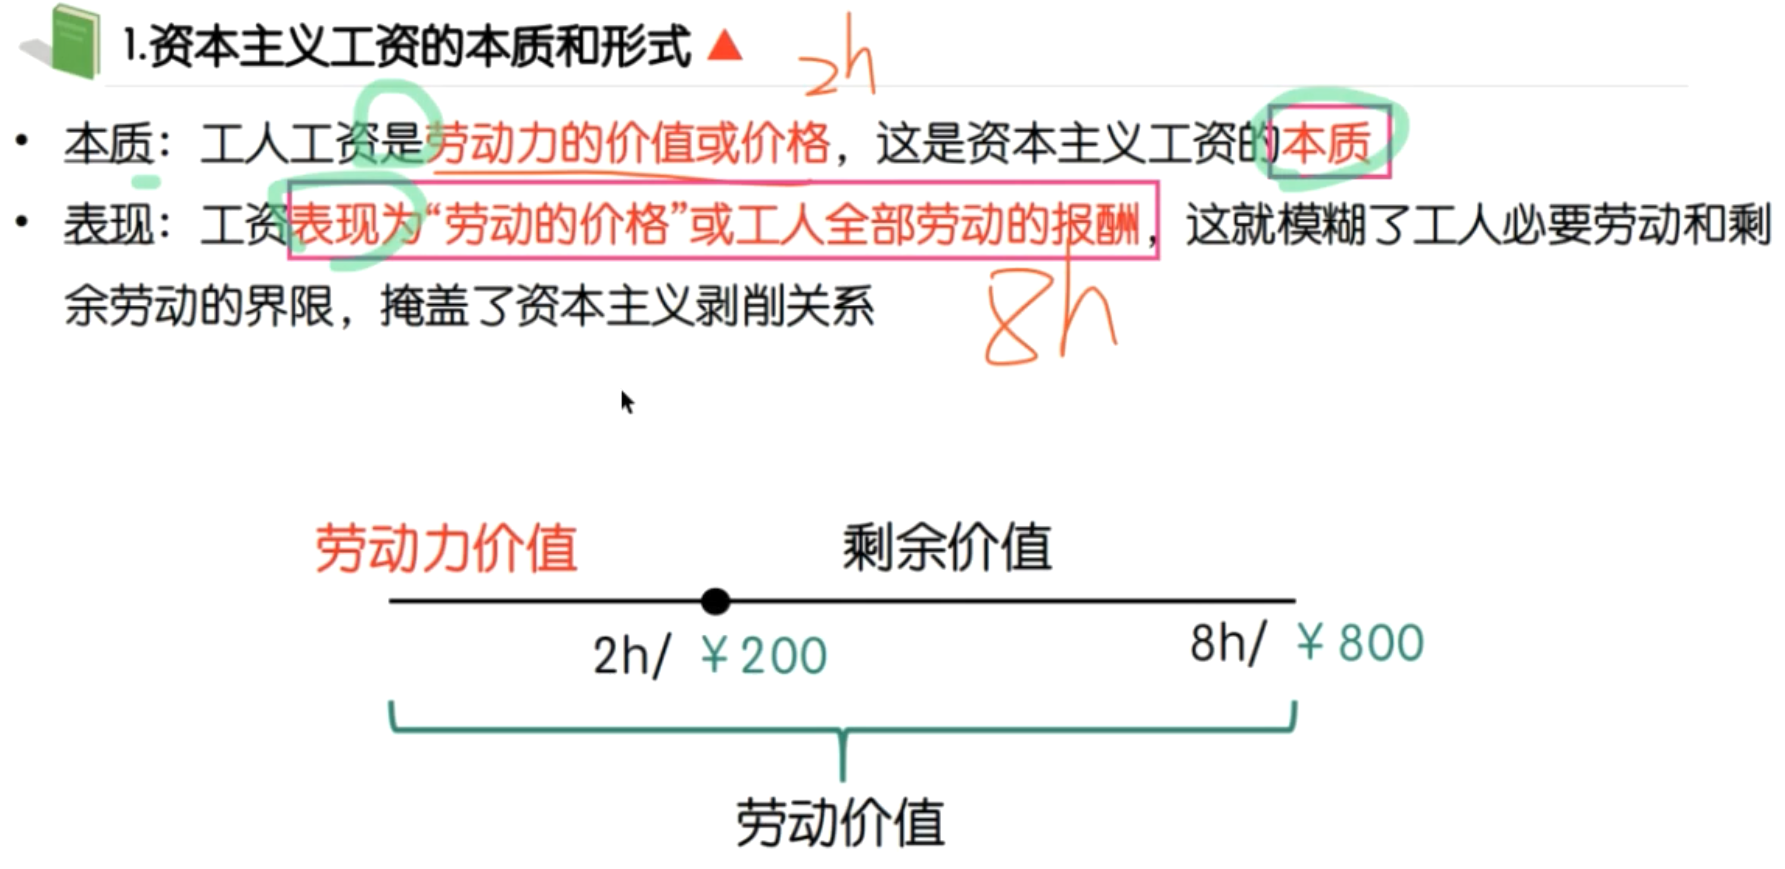 1.资本主义工资的本质和形式
2h
• 本质：工人工资是劳动力的价值或价格，这是资本主义工资的本质
• 表现：工资表现为“劳动的价格”或工人全部劳动的报酬，这就模糊了工人必要劳动和剩
余劳动的界限，掩盖了资本主义剥削关系
8h
劳动力价值 剩余价值
2h/ ￥200 8h/ ￥800
劳动价值